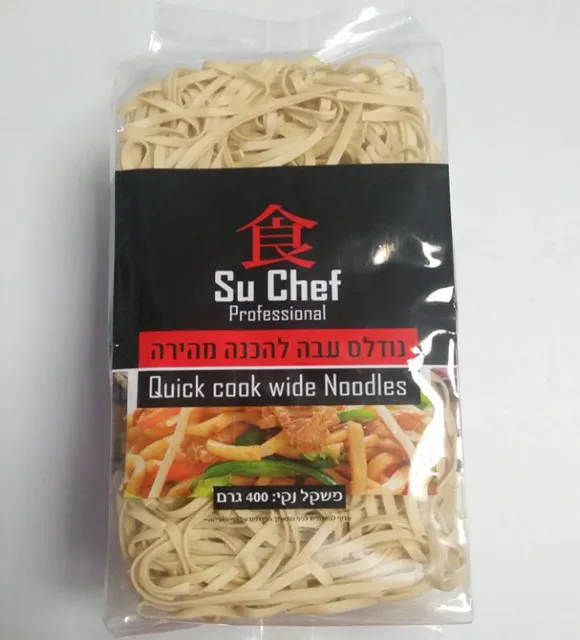 食
Su Chef
Professional
נודלס עבה להכנה מהירה
Quick cook wide Noodles
משקל נקי: 400 גרם